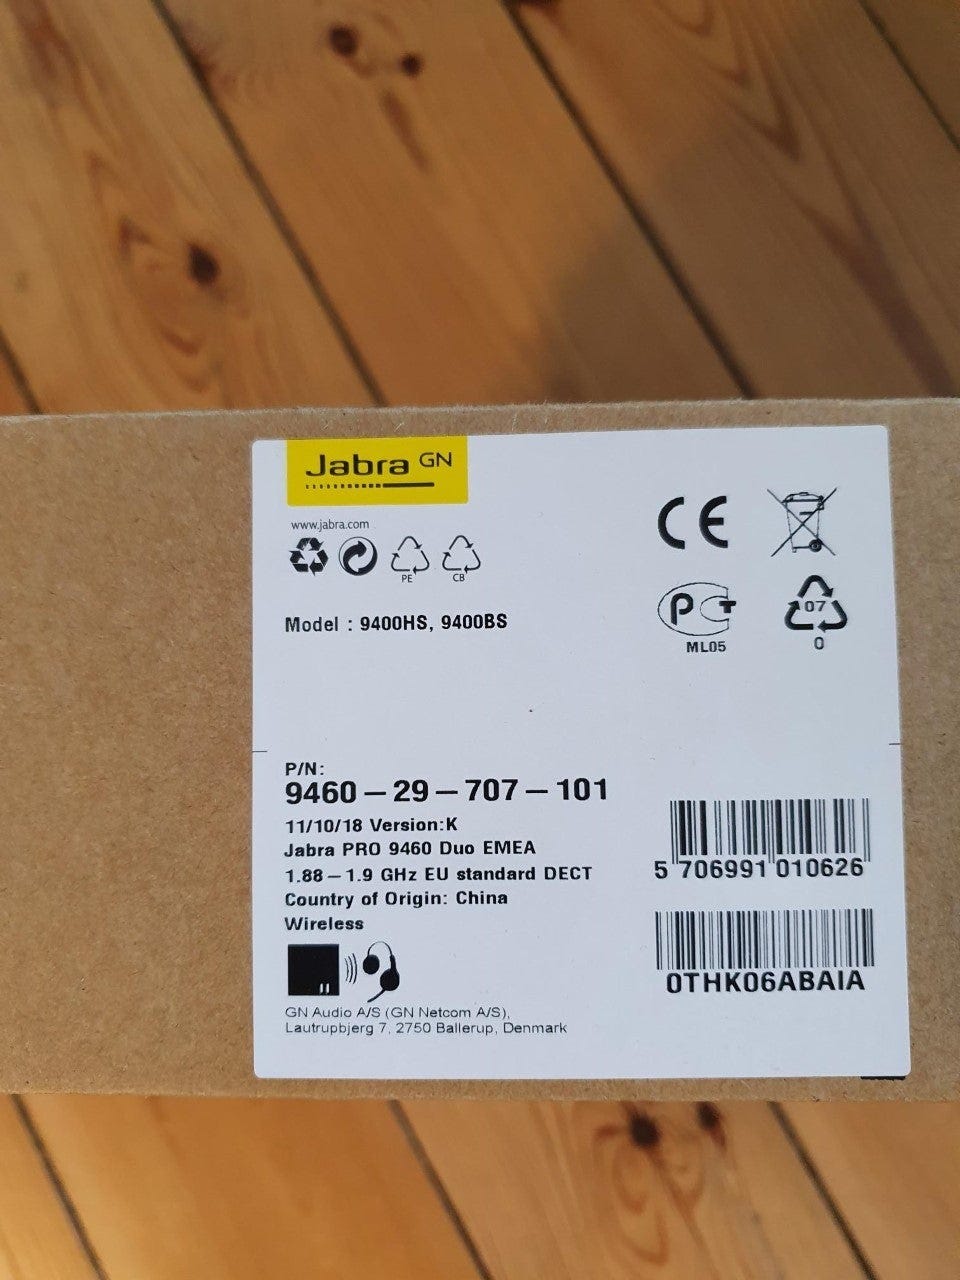 Jabra GN
www.jabra.com
PE
CB
Model : 9400HS, 9400BS
CE
PCT
ML05
07
0
P/N:
9460-29-707-101
11/10/18 Version:K
Jabra PRO 9460 Duo EMEA
1.88-1.9 GHz EU standard DECT
Country of Origin: China
Wireless
5 706991 010626
0THK06ABAIA
GN Audio A/S (GN Netcom A/S),
Lautrupbjerg 7, 2750 Ballerup, Denmark